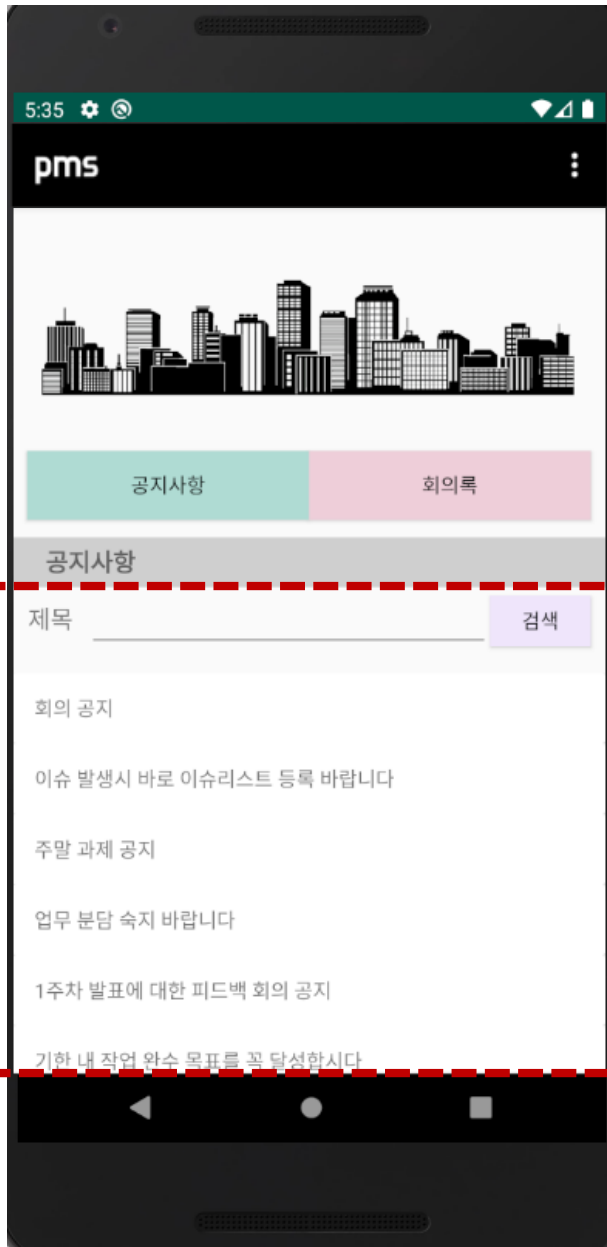 5:35
pms
공지사항 회의록
공지사항
제목 검색
회의 공지
이슈 발생시 바로 이슈리스트 등록 바랍니다
주말 과제 공지
업무 분담 숙지 바랍니다
1주차 발표에 대한 피드백 회의 공지
기한 내 작업 완수 목표를 꼭 달성합시다